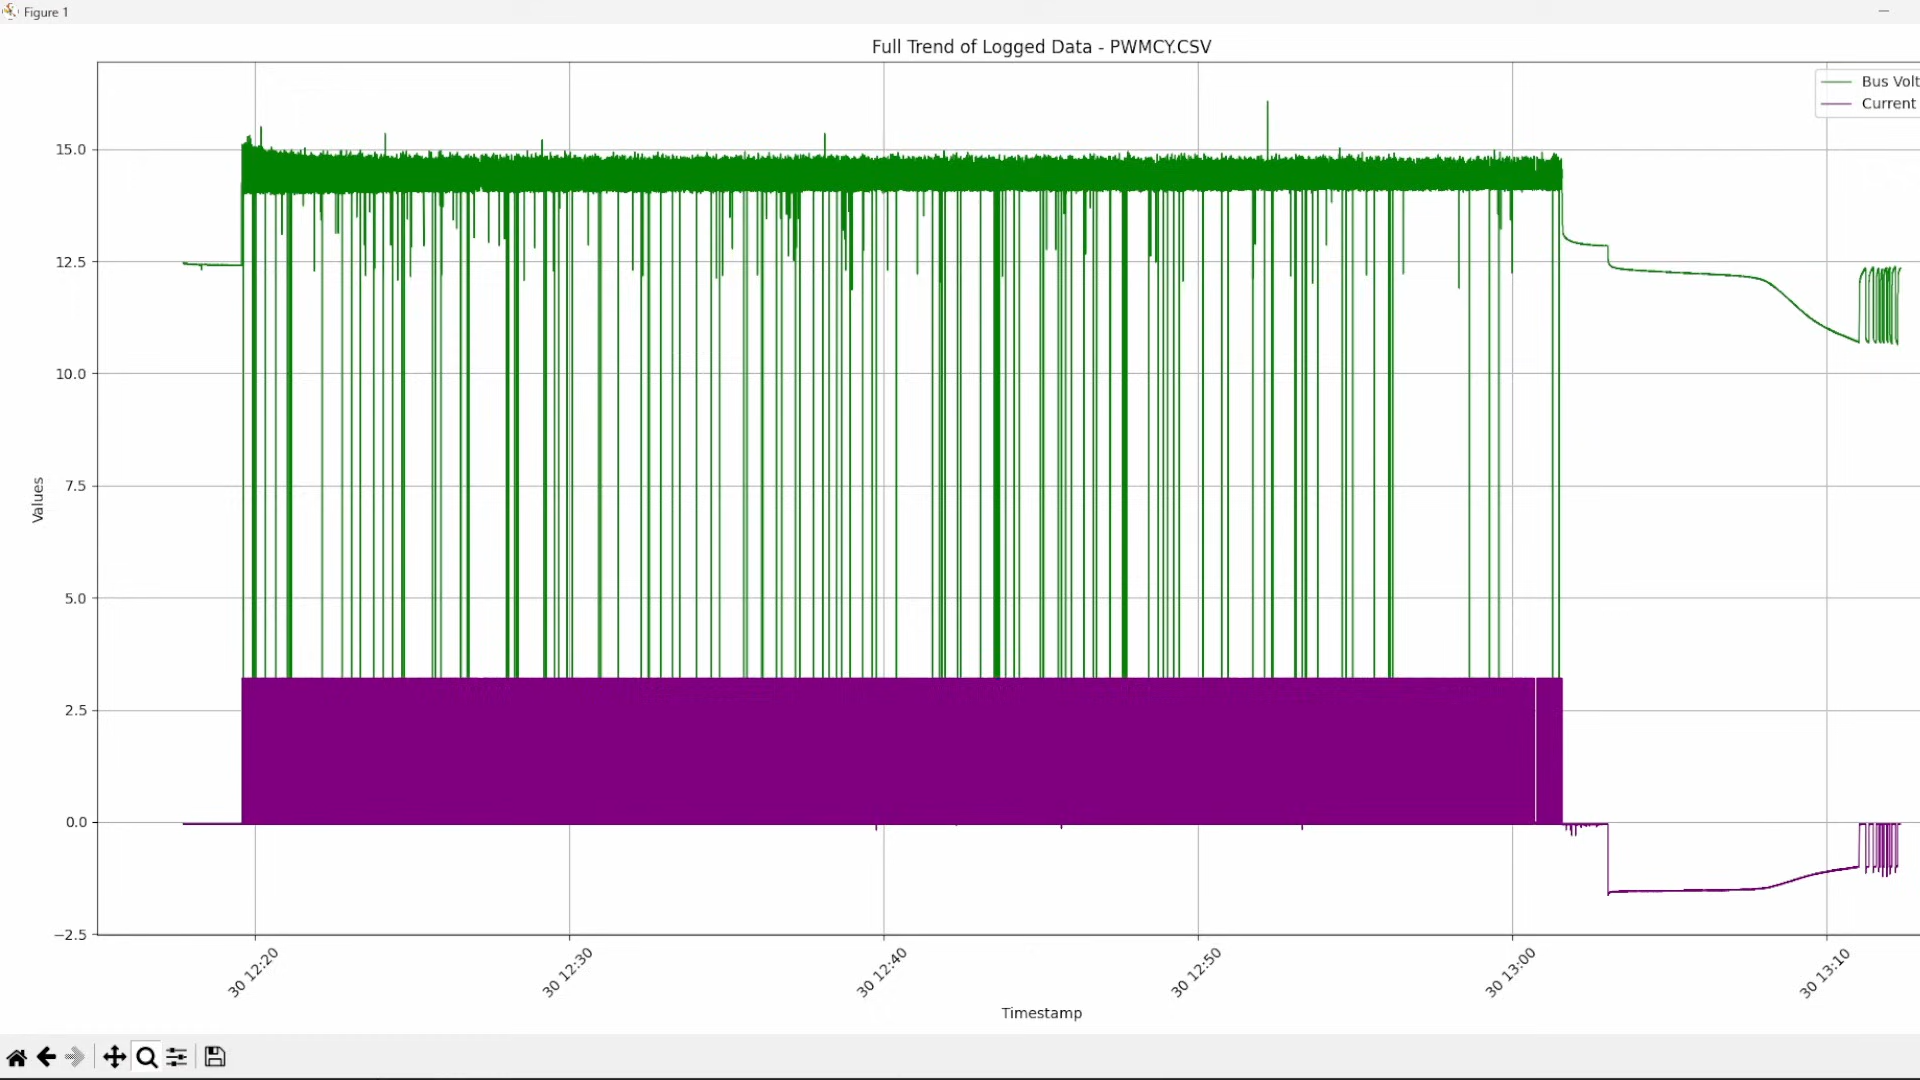 Figure 1
Full Trend of Logged Data - PWMCY.CSV
Bus Volt
Current
15.0
12.5
10.0
7.5
5.0
2.5
0.0
−2.5
Values
30 12:20
30 12:30
30 12:40
30 12:50
30 13:00
30 13:10
Timestamp